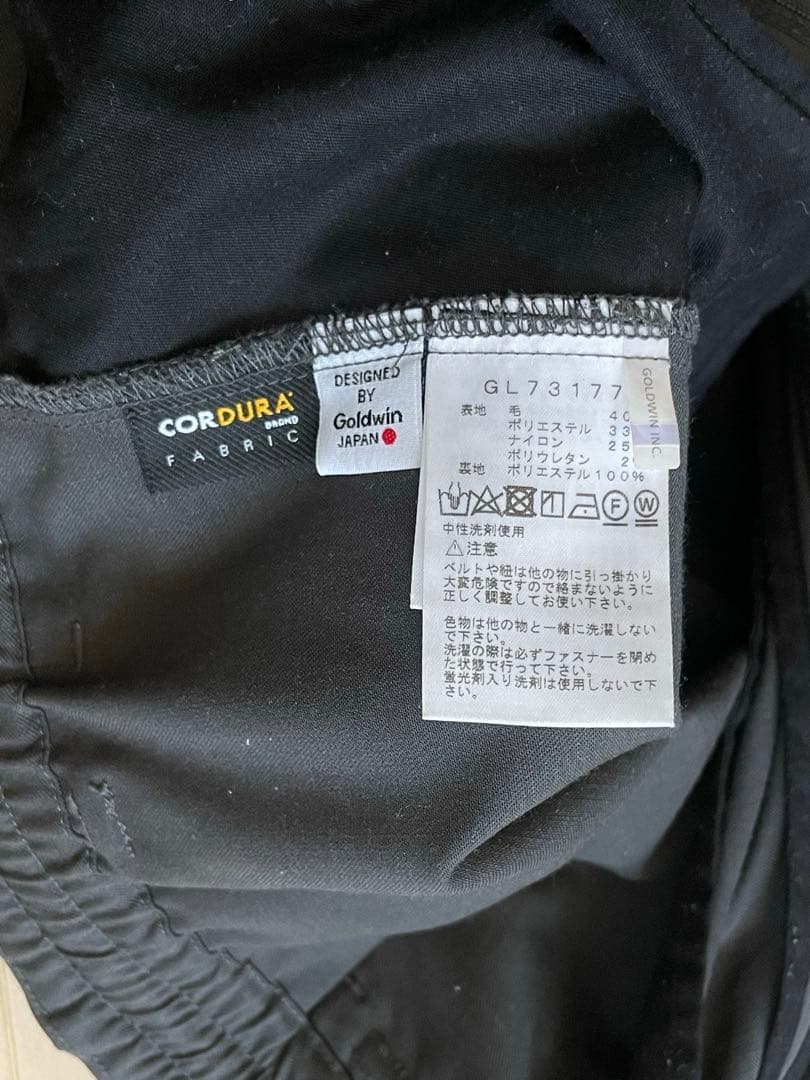 CORDURA
BRAND
FABRIC
DESIGNED
BY
Goldwin
JAPAN
GL73177
表地 毛 40
ポリエステル 33
ナイロン 25
ポリウレタン 2
裏地 ポリエステル100%
F W
中性洗剤使用
⚠注意
ベルトや紐は他の物に引っ掛かり
大変危険ですので絡まないように
正しく調整してお使い下さい。
色物は他の物と一緒に洗濯しない
で下さい。
洗濯の際は必ずファスナーを閉め
た状態で行って下さい。
蛍光剤入り洗剤は使用しないで下
さい。
GOLDWIN INC.